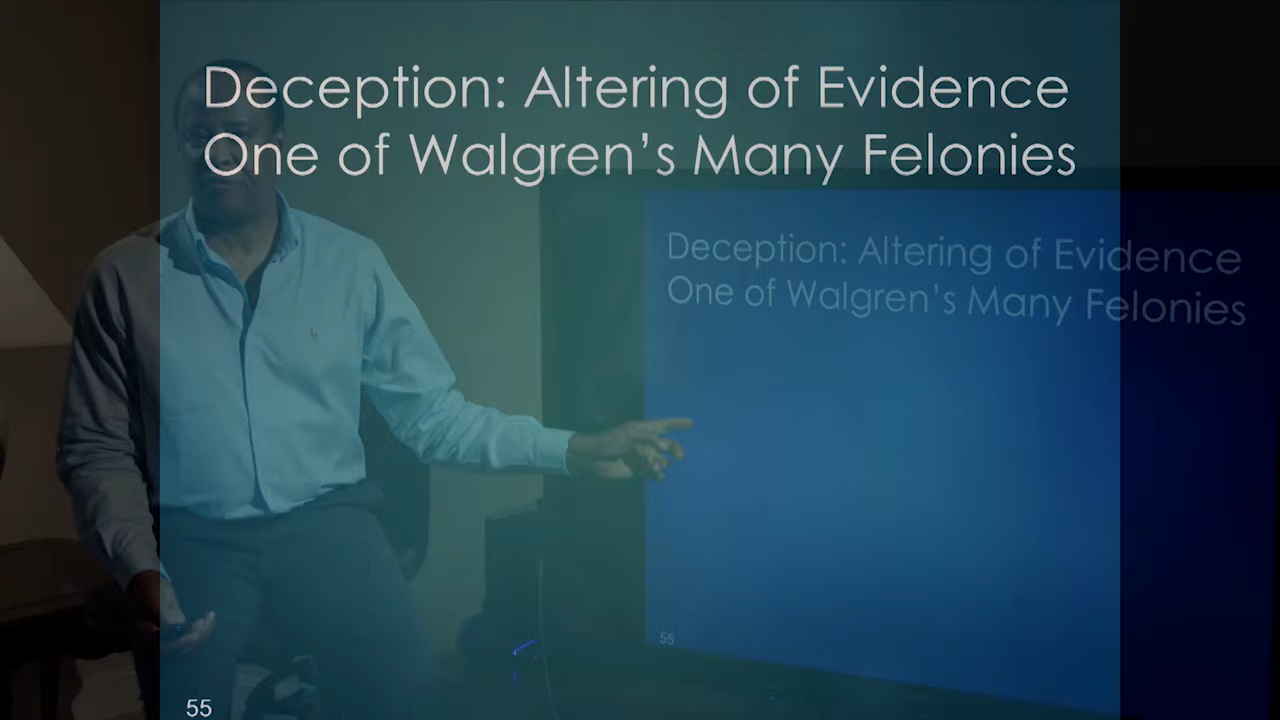 Deception: Altering of Evidence
One of Walgren’s Many Felonies
Deception: Altering of Evidence
One of Walgren’s Many Felonies
55
55